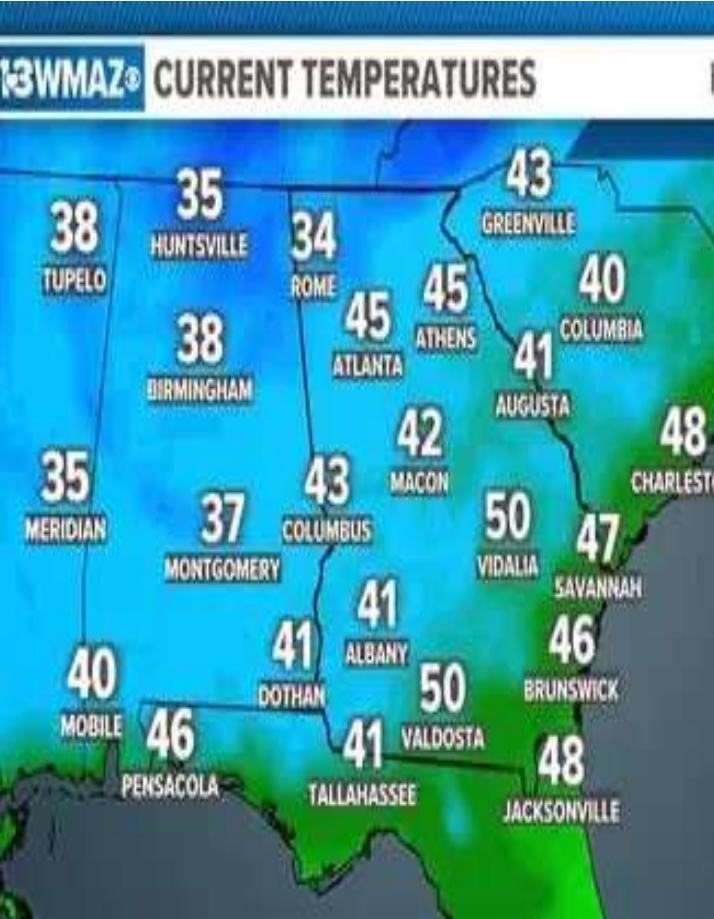 13WMAZ CURRENT TEMPERATURES
43
GREENVILLE
35
HUNTSVILLE
38
TUPELO
34
ROME
40
COLUMBIA
45
ATHENS
45
ATLANTA
38
BIRMINGHAM
41
AUGUSTA
42
MACON
48
CHARLESTO
35
MERIDIAN
43
COLUMBUS
37
MONTGOMERY
50
VIDALIA
47
SAVANNAH
41
ALBANY
46
BRUNSWICK
41
DOTHAN
40
MOBILE
50
VALDOSTA
46
PENSACOLA
41
TALLAHASSEE
48
JACKSONVILLE